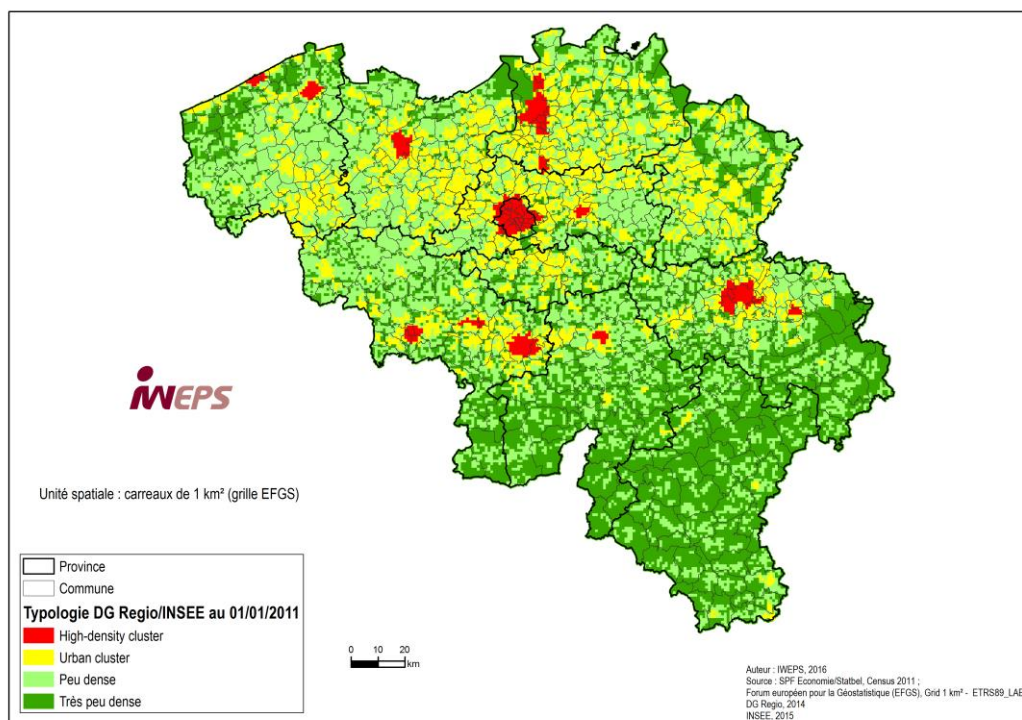 iWEPS
Unité spatiale : carreaux de 1 km² (grille EFGS)
Province
Commune
Typologie DG Regio/INSEE au 01/01/2011
High-density cluster
Urban cluster
Peu dense
Très peu dense
0 10 20
km
Auteur : IWEPS, 2016
Source : SPF Economie/Statbel, Census 2011 ;
Forum européen pour la Géostatistique (EFGS), Grid 1 km² - ETRS89_LAE
DG Regio, 2014
INSEE, 2015